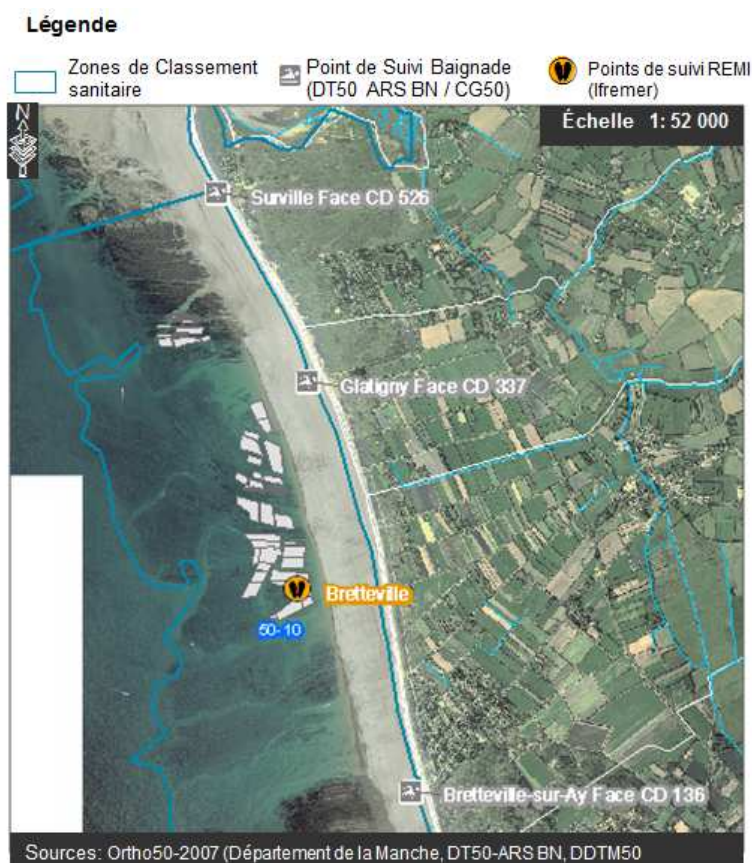 Légende
Zones de Classement
sanitaire
Point de Suivi Baignade
(DT50 ARS BN / CG50)
Points de suivi REMI
(Ifremer)
N
Échelle 1: 52 000
Surville Face CD 526
Glatigny Face CD 337
Bretteville
50-10
Bretteville-sur-Ay Face CD 136
Sources: Ortho50-2007 (Département de la Manche, DT50-ARS BN, DDTM50